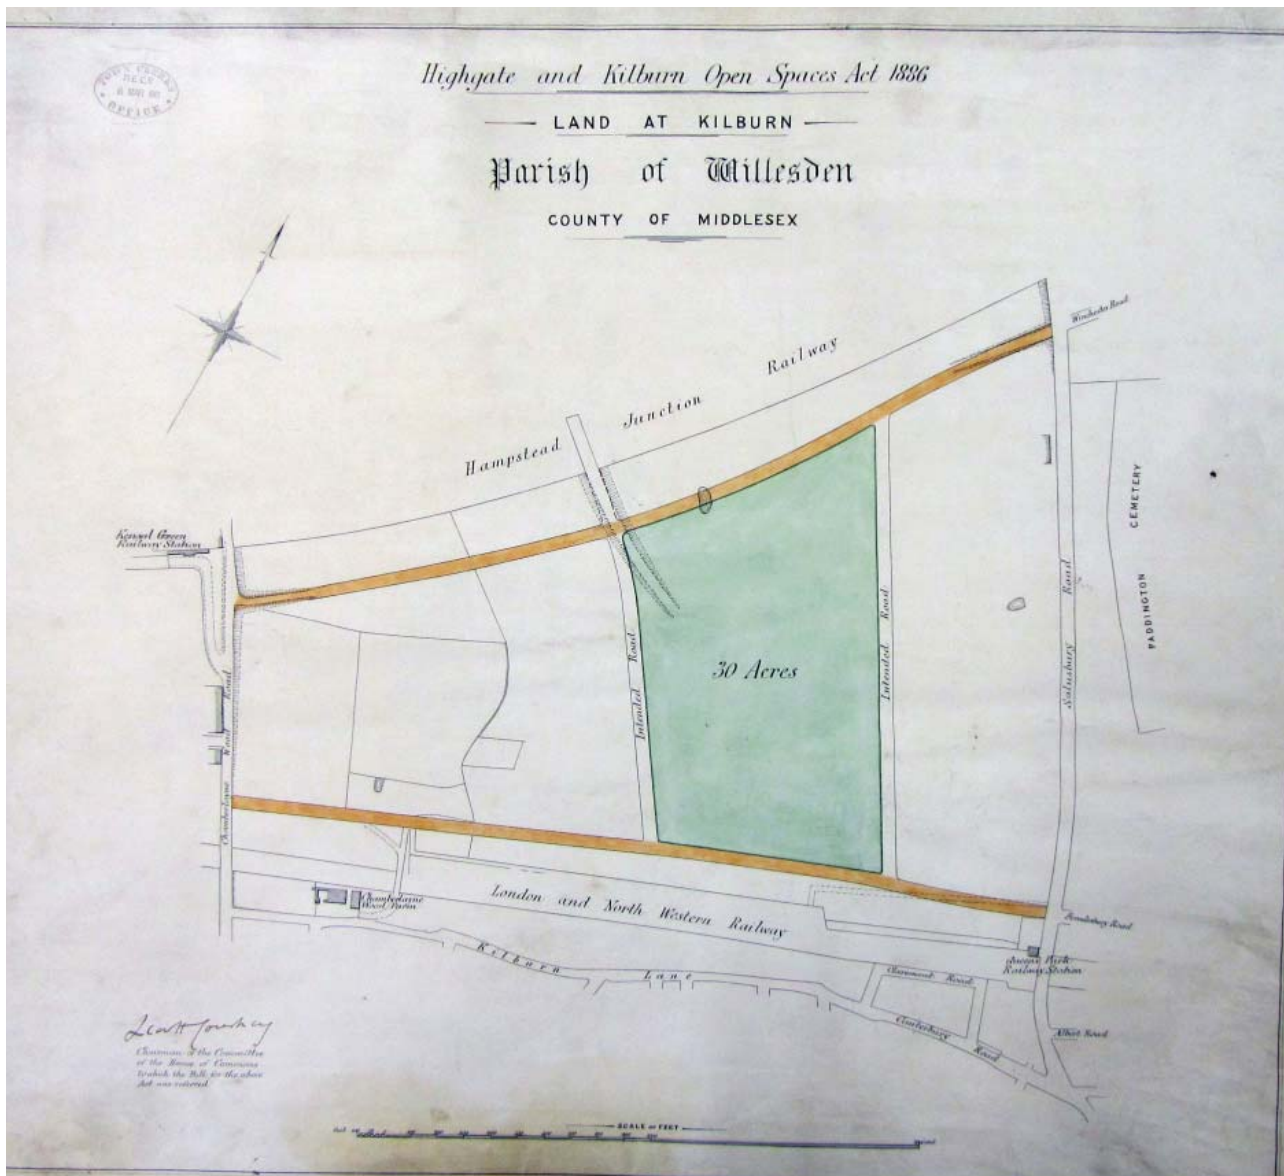 Highgate and Kilburn Open Spaces Act 1886
LAND AT KILBURN
Parish of Willesden
COUNTY OF MIDDLESEX
OFFICE
Winchester Road
Hampstead Junction Railway
Kensal Green
Railway Station
PADDINGTON CEMETERY
Intended Road
Intended Road
30 Acres
Salusbury Road
Chamberlayne Wood Road
Chamberlayne
Wood Farm
London and North Western Railway
Kilburn Lane
Queens Park
Railway Station
Claremont Road
Canterbury Road
Albert Road
Chairman of the Committee
of the House of Commons
to which the Bill for the above
Act was referred
SCALE OF FEET